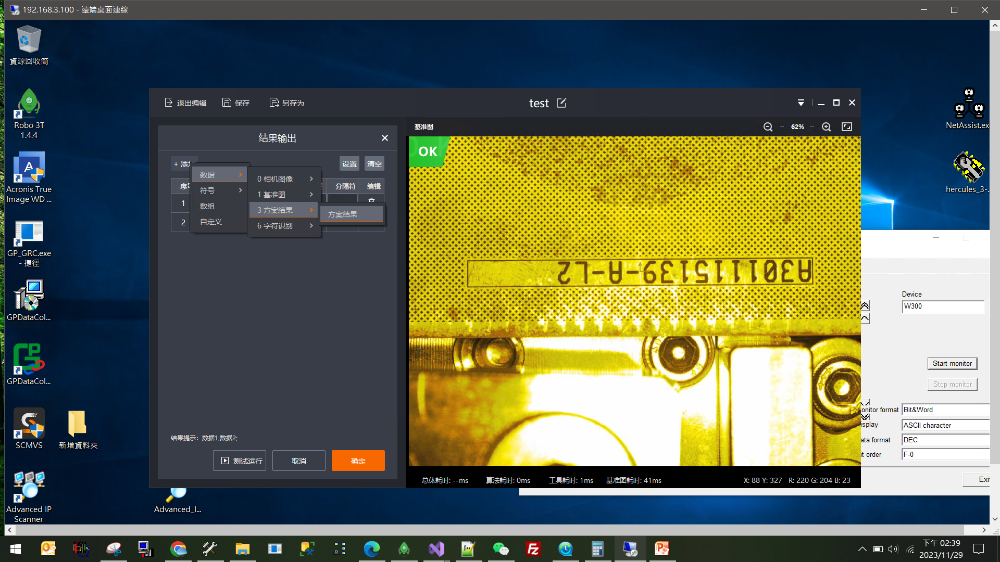 192.168.3.100 - 遠端桌面連線
資源回收筒
Robo 3T
1.4.4
Acronis True
Image WD ...
GP_GRC.exe
- 捷徑
GPDataCol...
GPDataCol...
SCMVS
新增資料夾
Advanced IP
Scanner
Advanced_I...
NetAssist.ex
hercules_3-.
退出编辑
保存
另存为
test
结果输出
+ 添加
设置
清空
序号
分隔符
编辑
1
2
数据
符号
数组
自定义
0 相机图像
1 基准图
3 方案结果
6 字符识别
方案结果
结果提示: 数据1,数据2;
测试运行
取消
确定
基准图
62%
OK
A3011115139-A-L2
总体耗时: --ms
算法耗时: 0ms
工具耗时: 1ms
基准图耗时: 41ms
X: 88 Y: 327
R: 220 G: 204 B: 23
Device
W300
Start monitor
Stop monitor
onitor format
Bit&Word
isplay
ASCII character
ata format
DEC
it order
F-0
Exi
下午 02:39
2023/11/29